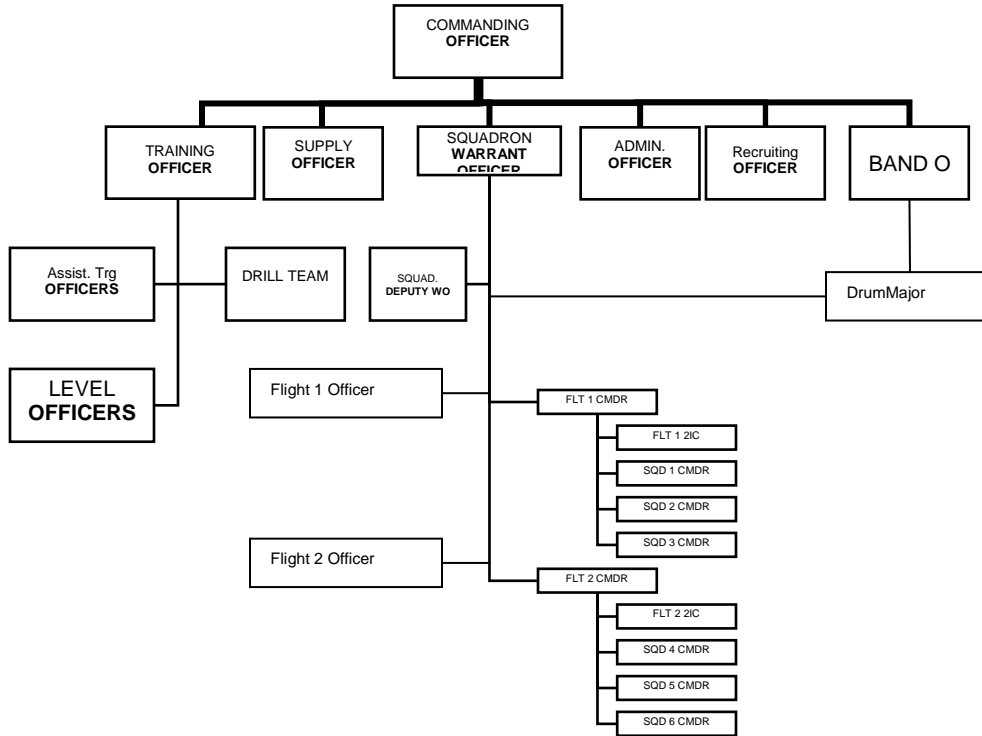 COMMANDING
OFFICER
TRAINING
OFFICER
SUPPLY
OFFICER
SQUADRON
WARRANT
OFFICER
ADMIN.
OFFICER
Recruiting
OFFICER
BAND O
Assist. Trg
OFFICERS
DRILL TEAM
SQUAD.
DEPUTY WO
DrumMajor
LEVEL
OFFICERS
Flight 1 Officer
FLT 1 CMDR
FLT 1 2IC
SQD 1 CMDR
SQD 2 CMDR
SQD 3 CMDR
Flight 2 Officer
FLT 2 CMDR
FLT 2 2IC
SQD 4 CMDR
SQD 5 CMDR
SQD 6 CMDR